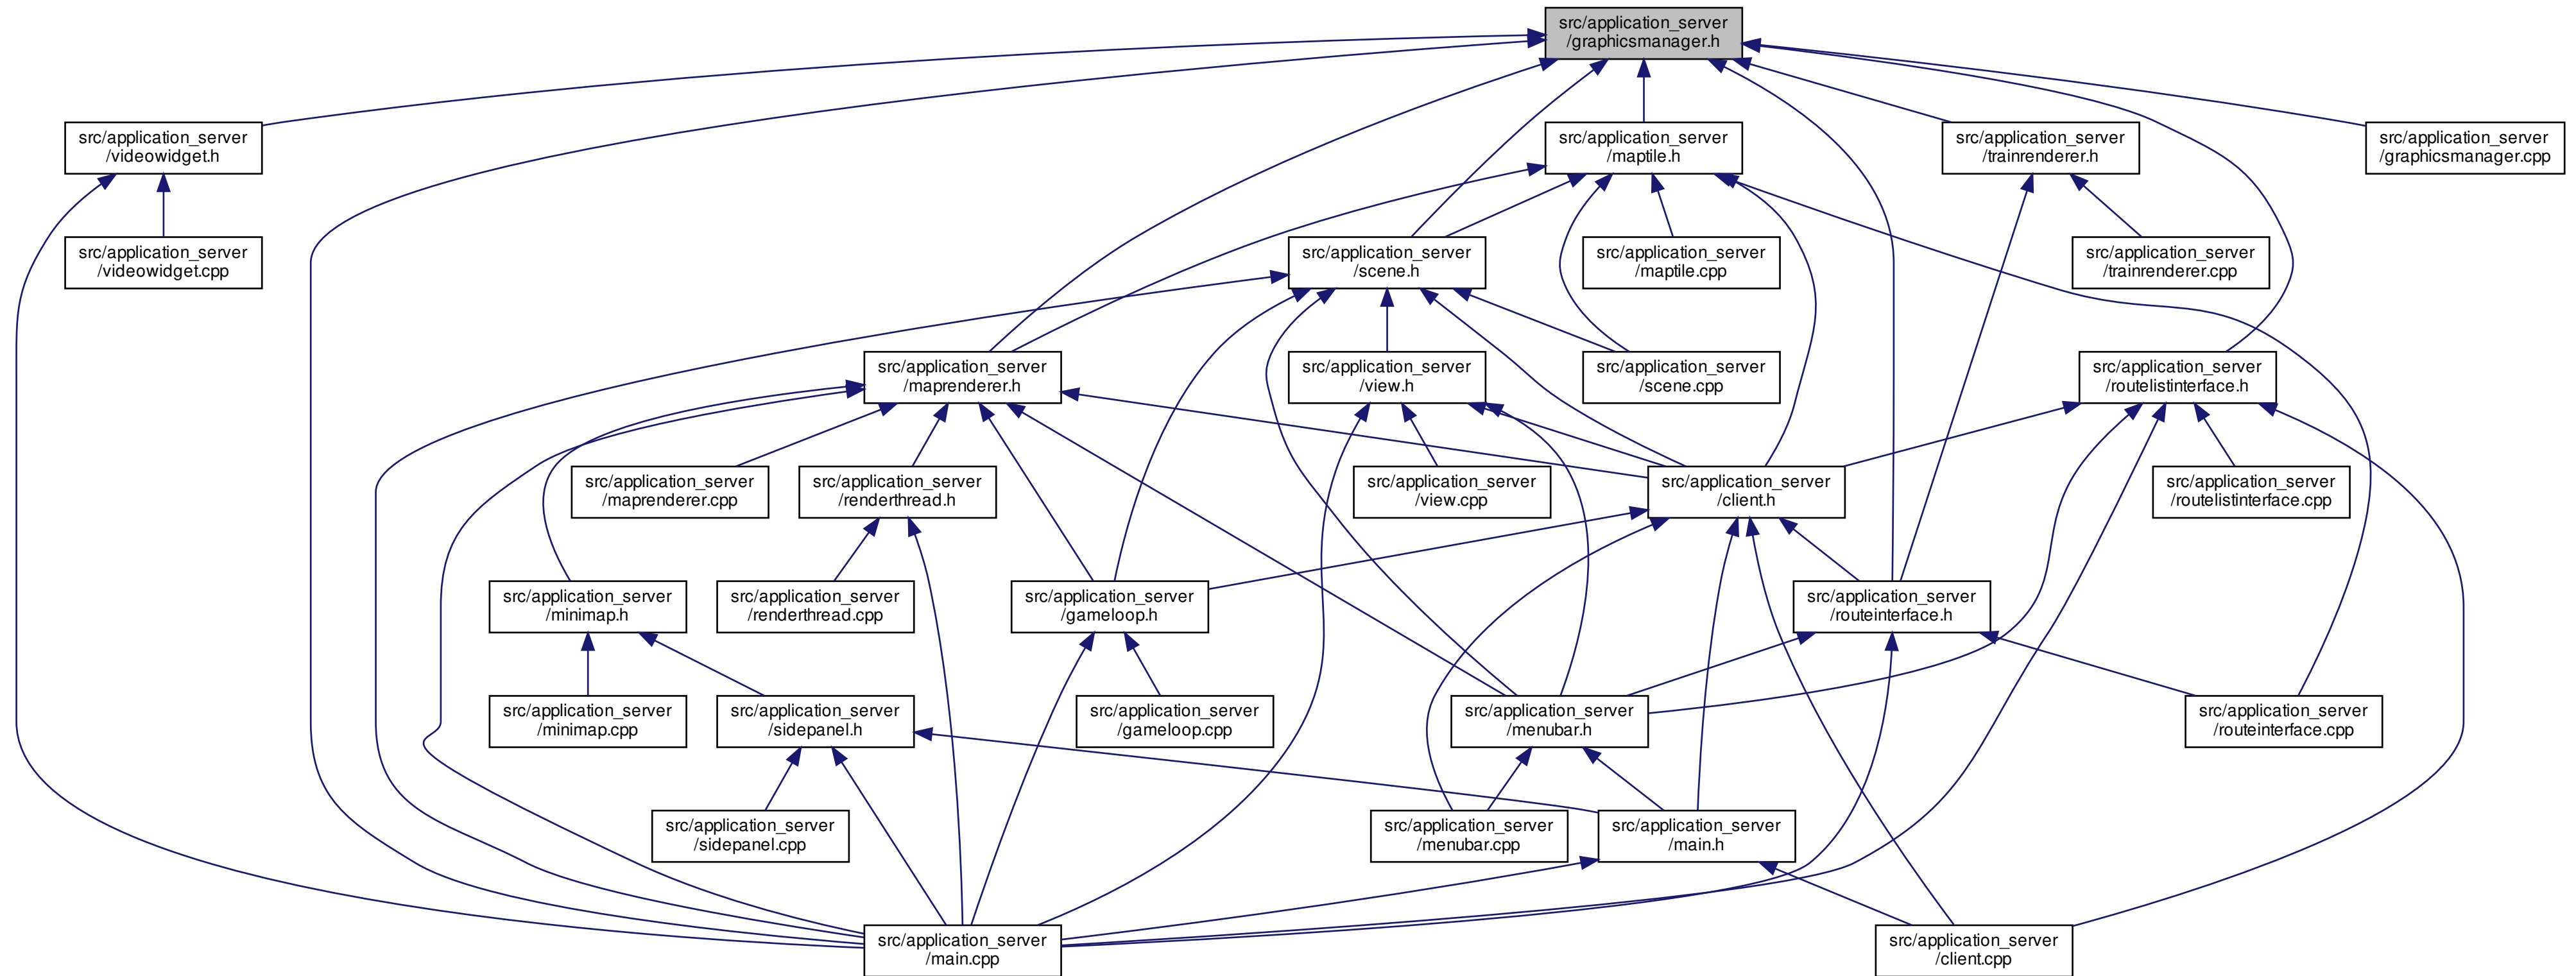 src/application_server
/graphicsmanager.h
src/application_server
/videowidget.h
src/application_server
/maptile.h
src/application_server
/trainrenderer.h
src/application_server
/graphicsmanager.cpp
src/application_server
/videowidget.cpp
src/application_server
/scene.h
src/application_server
/maptile.cpp
src/application_server
/trainrenderer.cpp
src/application_server
/maprenderer.h
src/application_server
/view.h
src/application_server
/scene.cpp
src/application_server
/routelistinterface.h
src/application_server
/maprenderer.cpp
src/application_server
/renderthread.h
src/application_server
/view.cpp
src/application_server
/client.h
src/application_server
/routelistinterface.cpp
src/application_server
/minimap.h
src/application_server
/renderthread.cpp
src/application_server
/gameloop.h
src/application_server
/routeinterface.h
src/application_server
/minimap.cpp
src/application_server
/sidepanel.h
src/application_server
/gameloop.cpp
src/application_server
/menubar.h
src/application_server
/routeinterface.cpp
src/application_server
/sidepanel.cpp
src/application_server
/menubar.cpp
src/application_server
/main.h
src/application_server
/main.cpp
src/application_server
/client.cpp